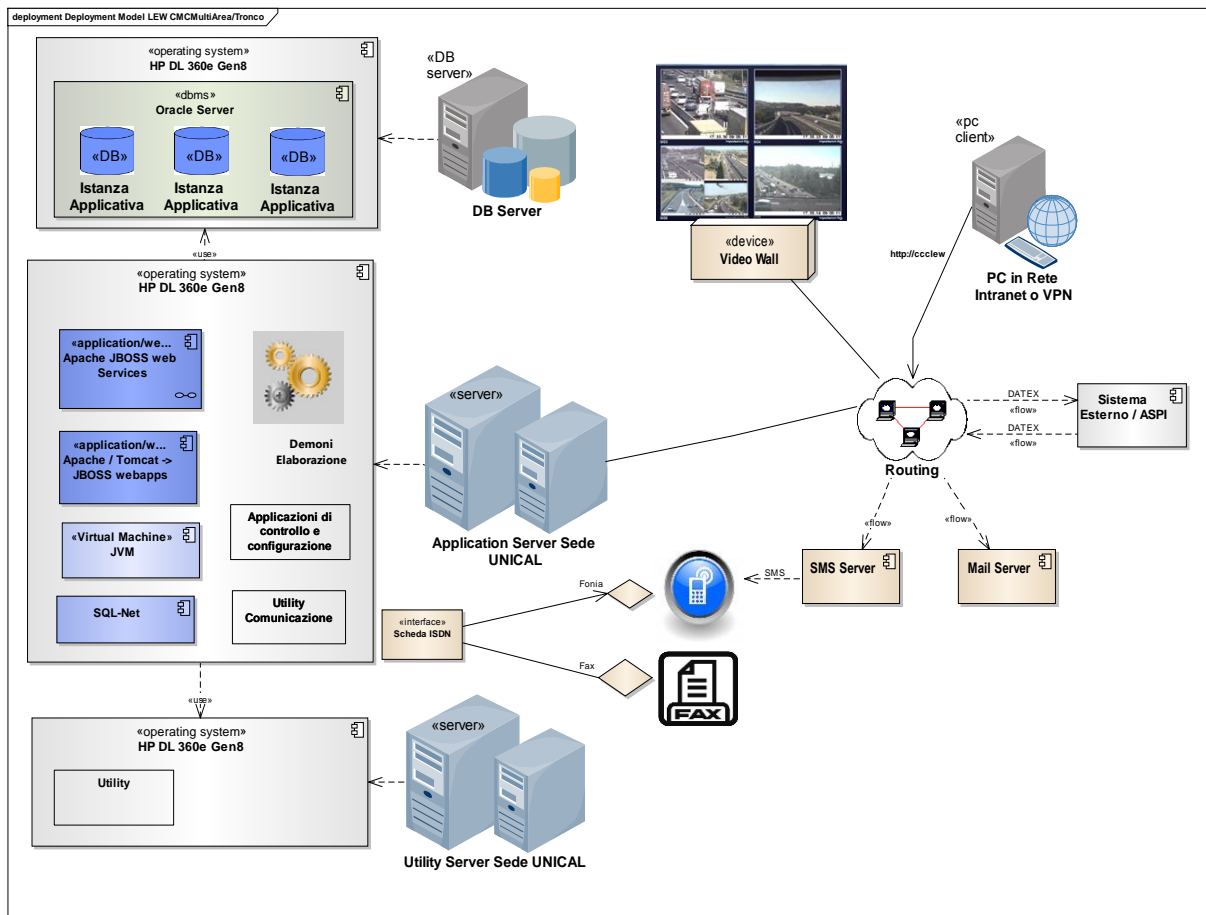 deployment Deployment Model LEW CMCMultiArea/Tronco
«operating system»
HP DL 360e Gen8
«dbms»
Oracle Server
«DB»
«DB»
«DB»
Istanza
Applicativa
Istanza
Applicativa
Istanza
Applicativa
«DB
server»
DB Server
«device»
Video Wall
«pc
client»
PC in Rete
Intranet o VPN
http://ccclew
«use»
«operating system»
HP DL 360e Gen8
«application/we...
Apache JBOSS web
Services
Demoni
Elaborazione
«application/w...
Apache / Tomcat ->
JBOSS webapps
«Virtual Machine»
JVM
SQL-Net
Applicazioni di
controllo e
configurazione
Utility
Comunicazione
«server»
Application Server Sede
UNICAL
Routing
DATEX
«flow»
DATEX
«flow»
Sistema
Esterno / ASPI
«flow»
«flow»
SMS Server
Mail Server
SMS
«interface»
Scheda ISDN
Fonia
Fax
FAX
«use»
«operating system»
HP DL 360e Gen8
Utility
«server»
Utility Server Sede UNICAL